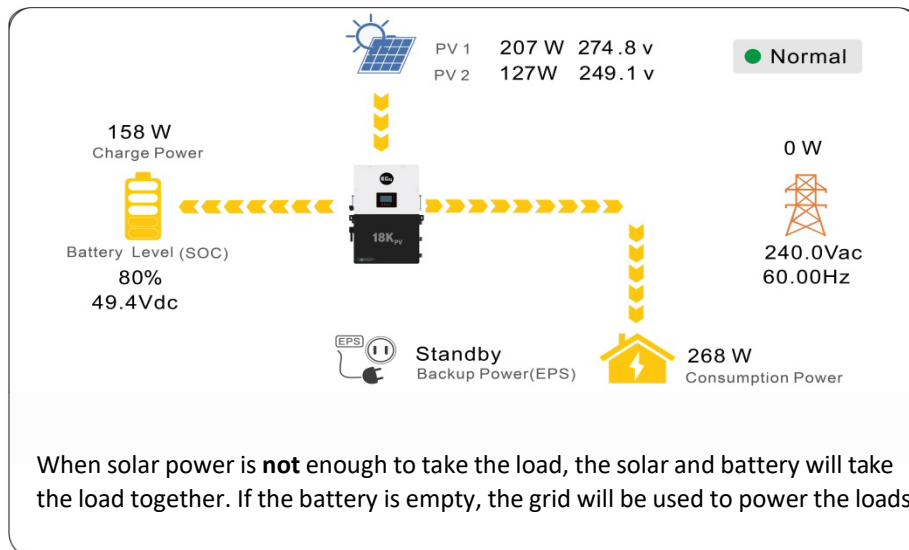 PV 1 207 W 274.8 v
PV 2 127W 249.1 v
Normal
158 W
Charge Power
0 W
EG4
18KPV
Battery Level (SOC)
80%
49.4Vdc
240.0Vac
60.00Hz
EPS
Standby
Backup Power(EPS)
268 W
Consumption Power
When solar power is not enough to take the load, the solar and battery will take
the load together. If the battery is empty, the grid will be used to power the loads